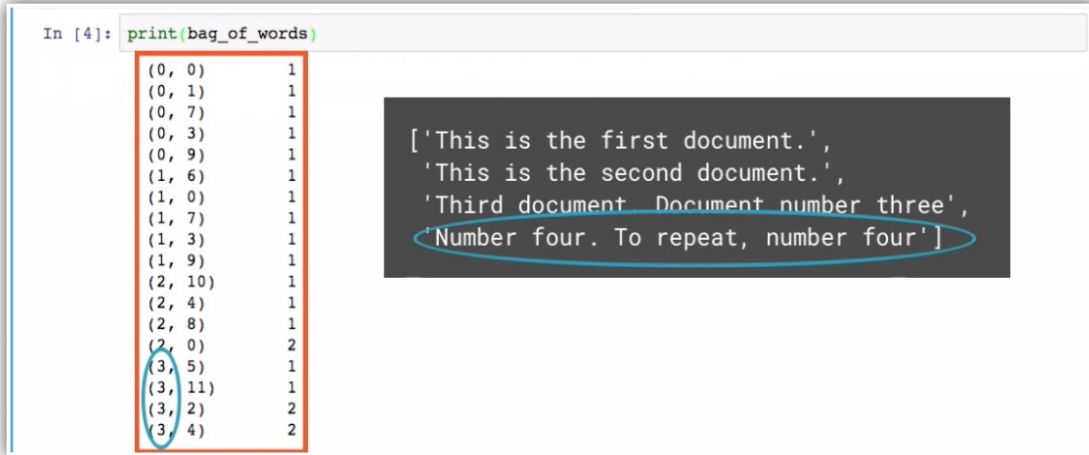 In [4]: print(bag_of_words)
(0, 0) 1
(0, 1) 1
(0, 7) 1
(0, 3) 1
(0, 9) 1
(1, 6) 1
(1, 0) 1
(1, 7) 1
(1, 3) 1
(1, 9) 1
(2, 10) 1
(2, 4) 1
(2, 8) 1
(2, 0) 2
(3, 5) 1
(3, 11) 1
(3, 2) 2
(3, 4) 2
['This is the first document.',
'This is the second document.',
'Third document. Document number three',
'Number four. To repeat, number four']